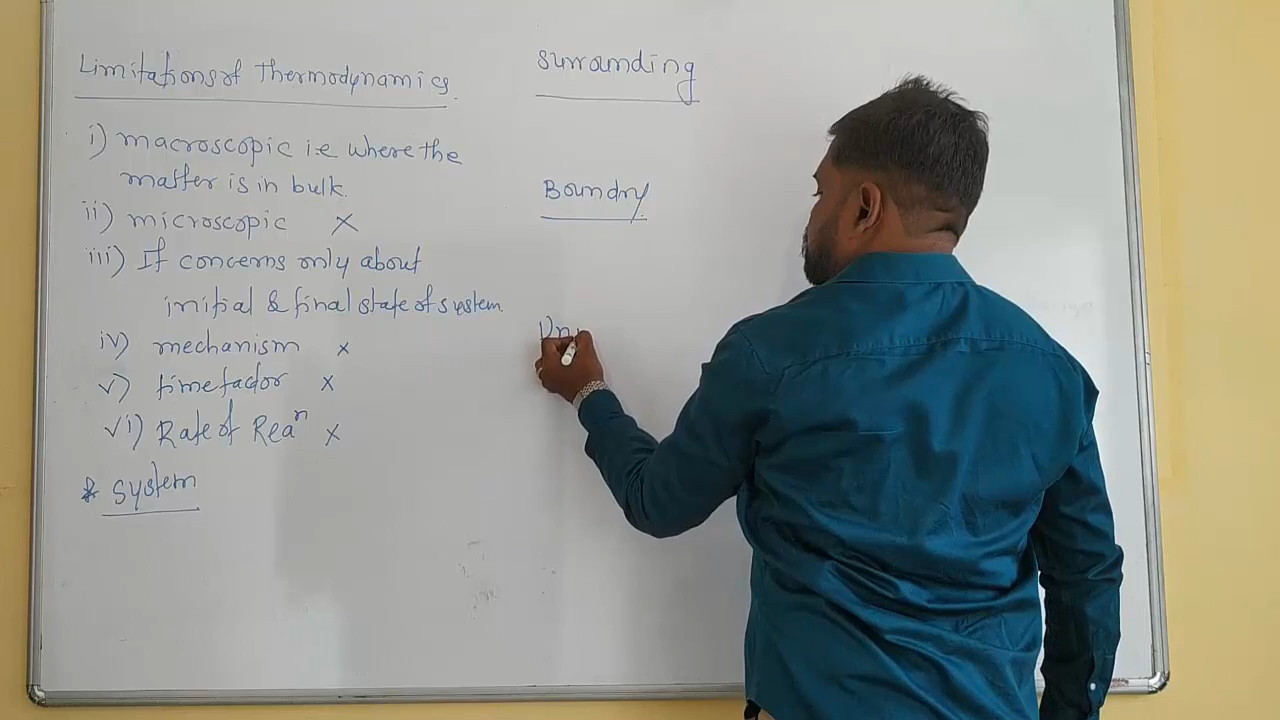 Limitations of Thermodynamics
i) macroscopic i.e where the
matter is in bulk.
ii) microscopic ×
iii) It concerns only about
initial & final state of system.
iv) mechanism ×
v) time factor ×
vi) Rate of Reaⁿ ×
* System
Surrounding
Boundry
Un